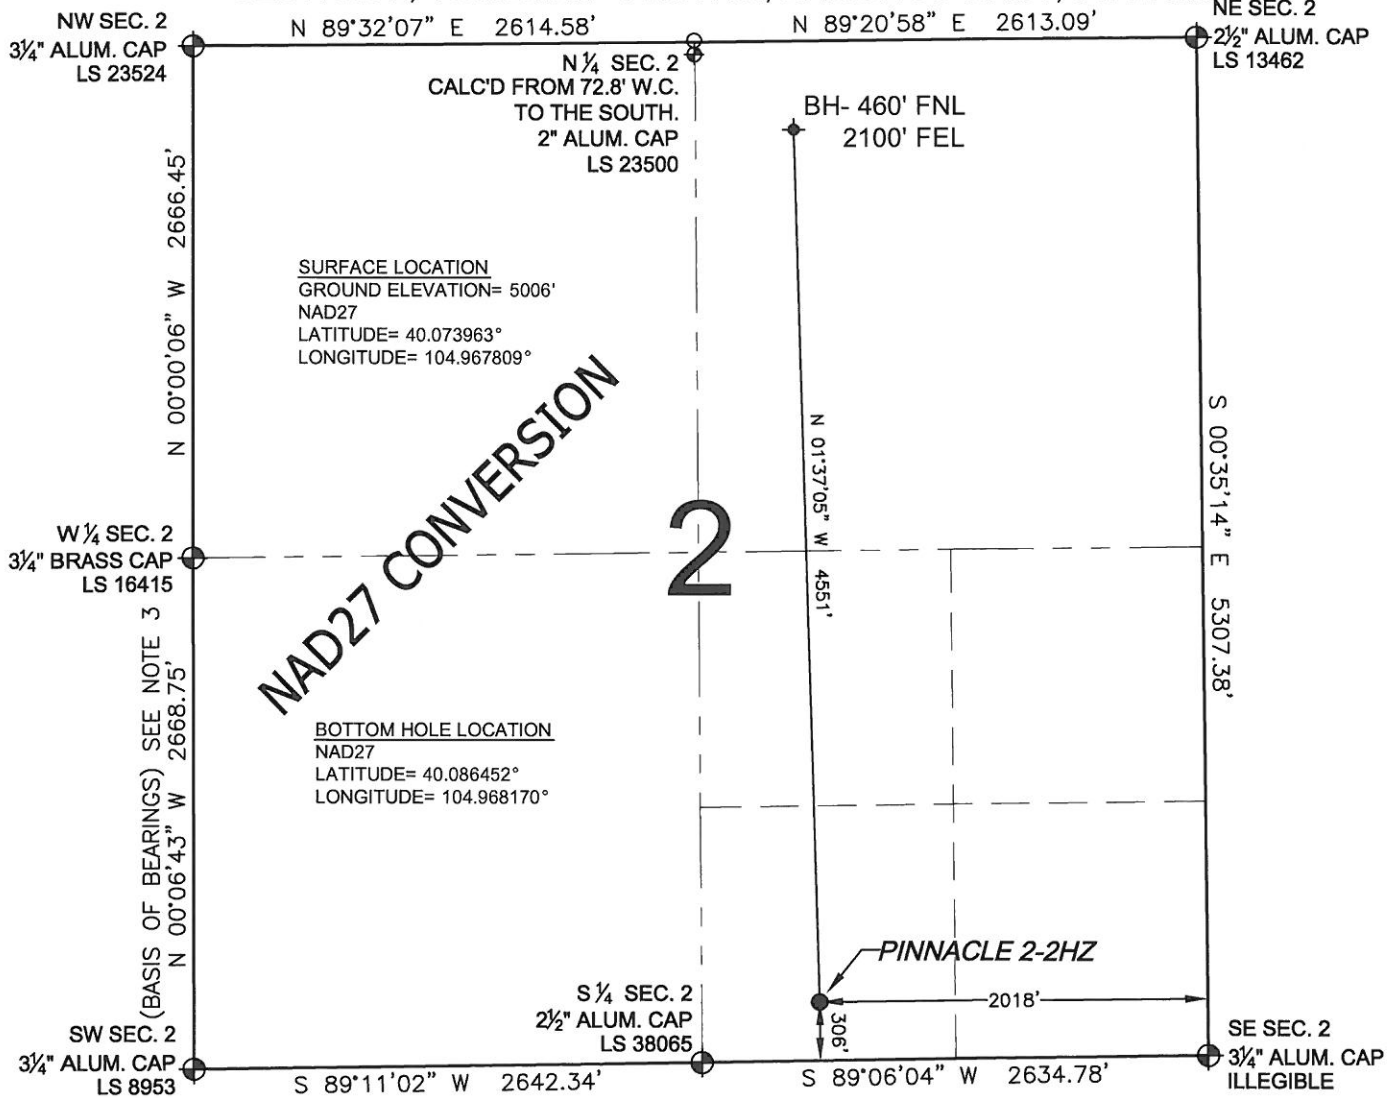 NW SEC. 2
3¼" ALUM. CAP
LS 23524
N 89°32'07" E 2614.58'
N 89°20'58" E 2613.09'
NE SEC. 2
2½" ALUM. CAP
LS 13462
N ¼ SEC. 2
CALC'D FROM 72.8' W.C.
TO THE SOUTH.
2" ALUM. CAP
LS 23500
BH- 460' FNL
2100' FEL
N 00°00'06" W 2666.45'
SURFACE LOCATION
GROUND ELEVATION= 5006'
NAD27
LATITUDE= 40.073963°
LONGITUDE= 104.967809°
NAD27 CONVERSION
2
N 01°37'05" W 4551'
S 00°35'14" E 5307.38'
W ¼ SEC. 2
3¼" BRASS CAP
LS 16415
(BASIS OF BEARINGS) SEE NOTE 3
N 00°06'43" W 2668.75'
BOTTOM HOLE LOCATION
NAD27
LATITUDE= 40.086452°
LONGITUDE= 104.968170°
PINNACLE 2-2HZ
2018'
306'
S ¼ SEC. 2
2½" ALUM. CAP
LS 38065
SW SEC. 2
3¼" ALUM. CAP
LS 8953
S 89°11'02" W 2642.34'
S 89°06'04" W 2634.78'
SE SEC. 2
3¼" ALUM. CAP
ILLEGIBLE